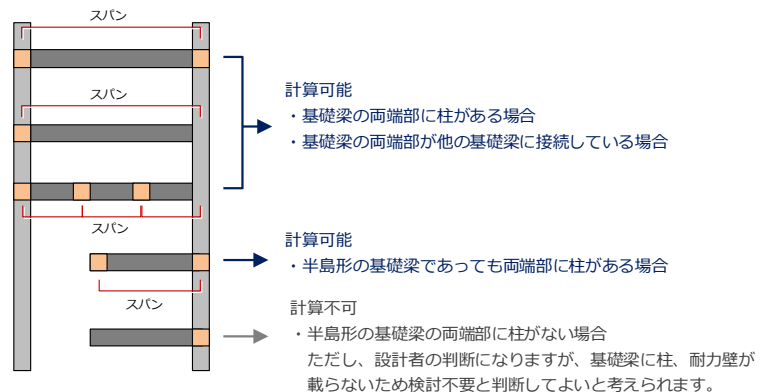 スパン
スパン
スパン
スパン
計算可能
・基礎梁の両端部に柱がある場合
・基礎梁の両端部が他の基礎梁に接続している場合
計算可能
・半島形の基礎梁であっても両端部に柱がある場合
計算不可
・半島形の基礎梁の両端部に柱がない場合
ただし、設計者の判断になりますが、基礎梁に柱、耐力壁が
載らないため検討不要と判断してよいと考えられます。